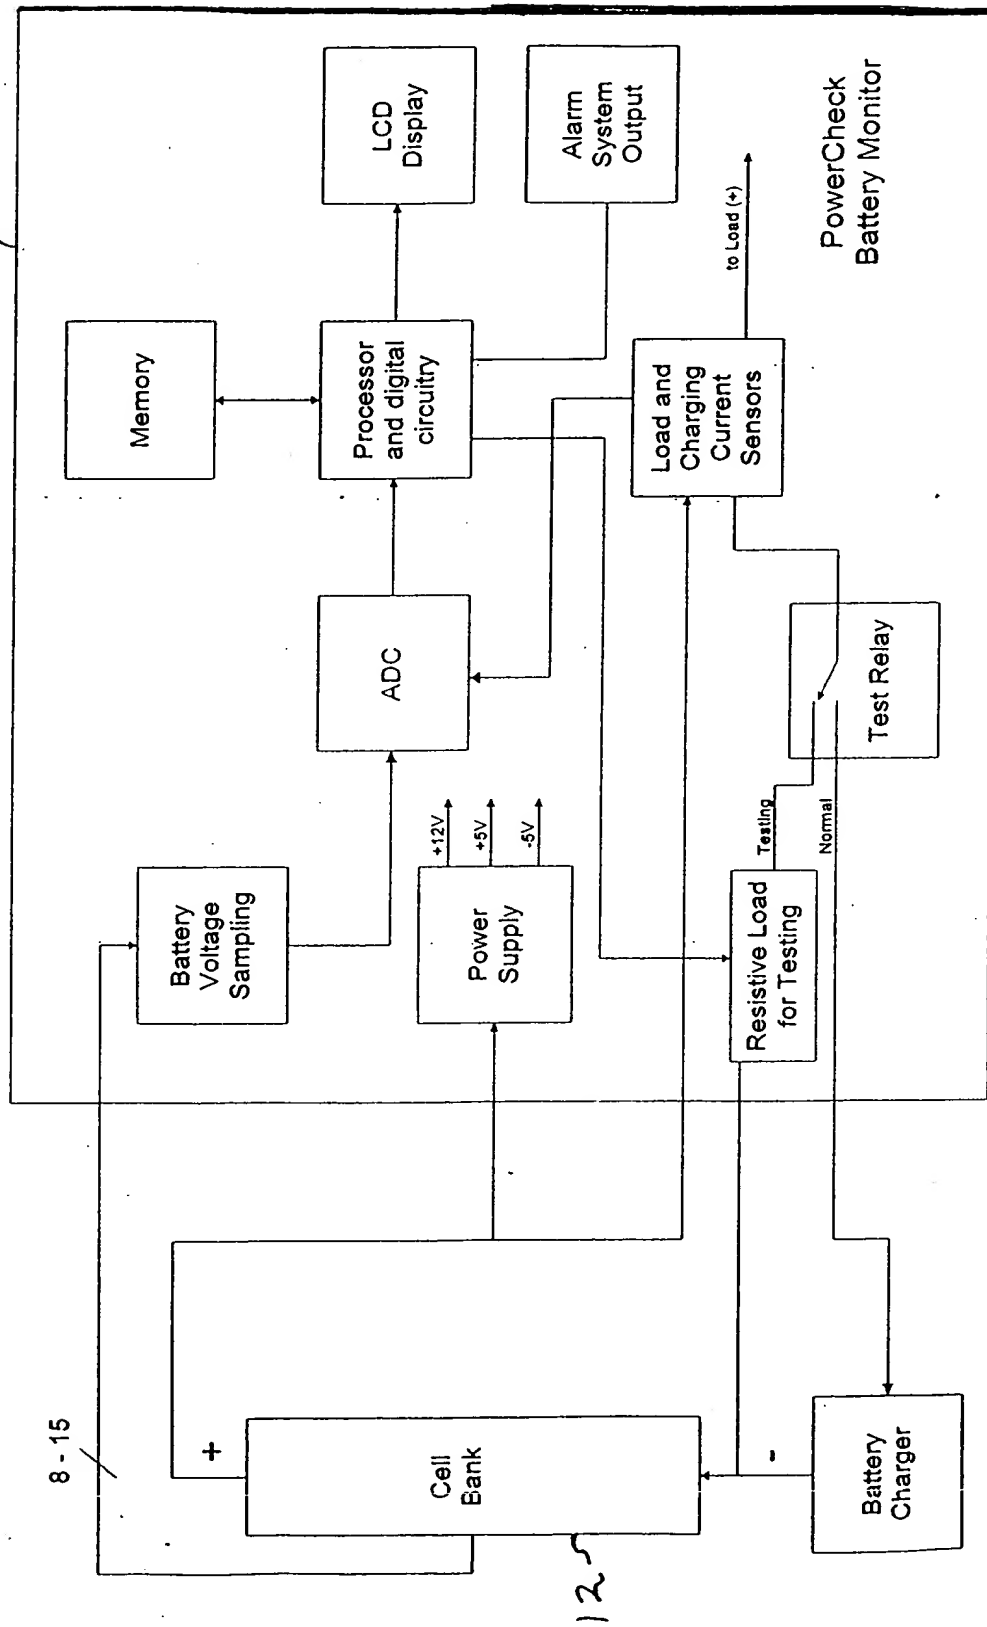 8 - 15
Cell
Bank
+
-
12
Battery
Charger
Battery
Voltage
Sampling
Power
Supply
+12V
+5V
-5V
Resistive Load
for Testing
Testing
Normal
Test Relay
ADC
Memory
Processor
and digital
circuitry
Load and
Charging
Current
Sensors
to Load (+)
LCD
Display
Alarm
System
Output
PowerCheck
Battery Monitor